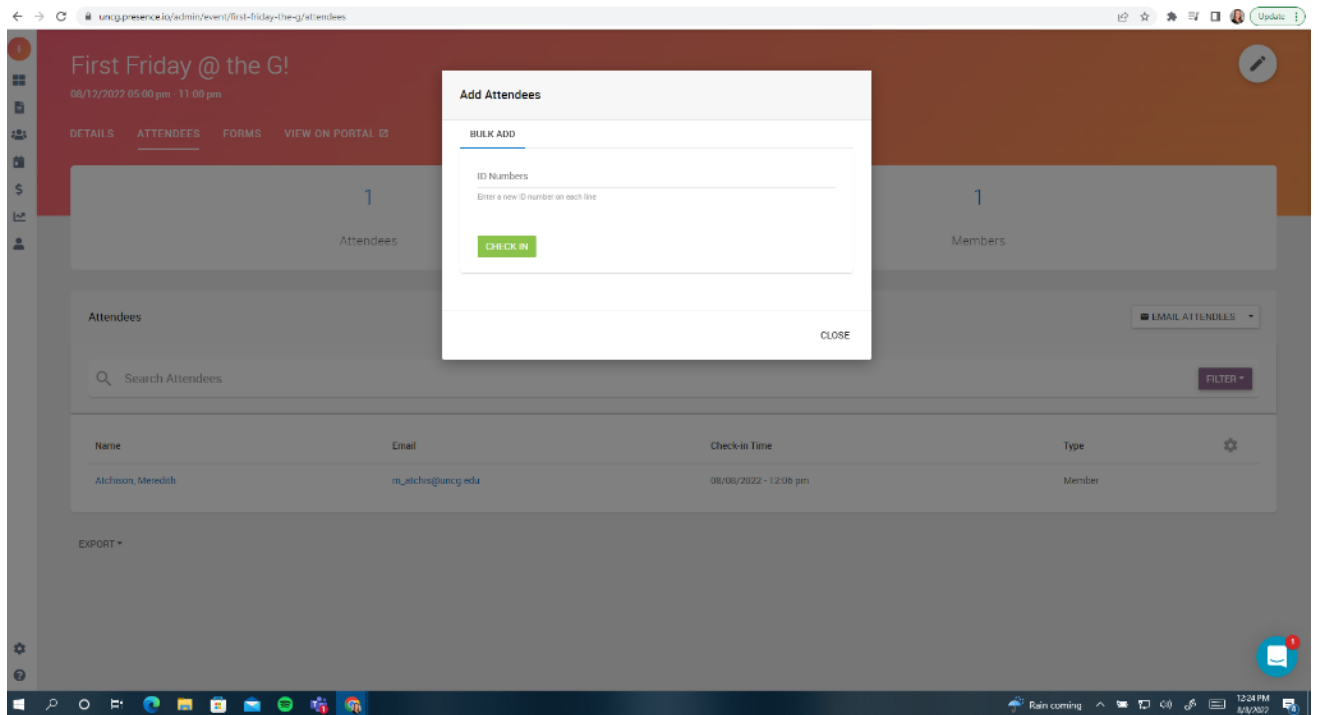 uncg.presence.io/admin/event/first-friday-the-g/attendees
Update
First Friday @ the G!
08/12/2022 05:00 pm - 11:00 pm
DETAILS ATTENDEES FORMS VIEW ON PORTAL
Add Attendees
BULK ADD
ID Numbers
Enter a new ID number on each line
CHECK IN
CLOSE
1
Attendees
1
Members
Attendees
EMAIL ATTENDEES
Search Attendees
FILTER
Name Email Check-in Time Type
Atchison, Meredith m_atchis@uncg.edu 08/08/2022 - 12:06 pm Member
EXPORT
1
Rain coming
12:24 PM
8/8/2022